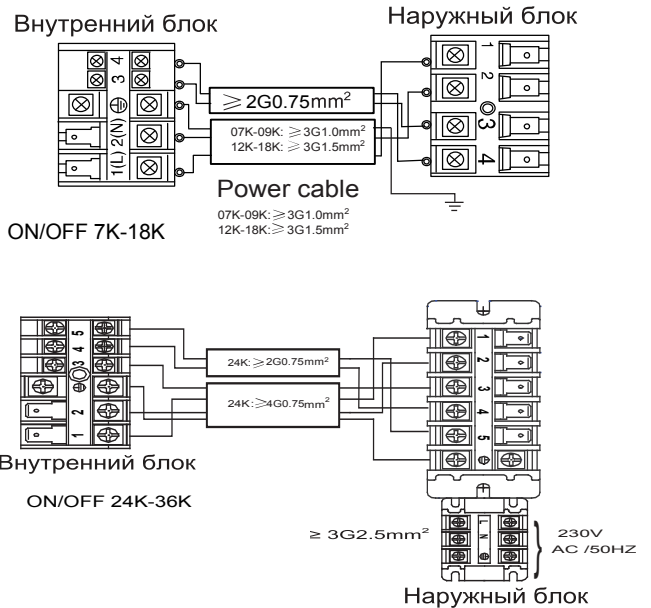 Внутренний блок
Наружный блок
4
3
2(N)
1(L)
1
2
3
4
≥ 2G0.75mm²
07K-09K: ≥3G1.0mm²
12K-18K: ≥3G1.5mm²
Power cable
07K-09K:≥3G1.0mm²
12K-18K:≥3G1.5mm²
ON/OFF 7K-18K
5
4
3
2
1
24K: ≥2G0.75mm²
24K:≥4G0.75mm²
1
2
3
4
5
Внутренний блок
ON/OFF 24K-36K
≥ 3G2.5mm²
L
N
230V
AC /50HZ
Наружный блок